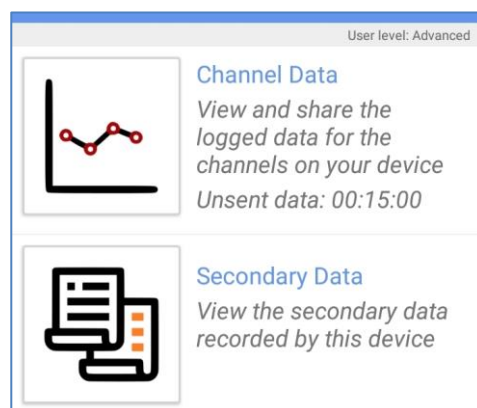 User level: Advanced
Channel Data
View and share the
logged data for the
channels on your device
Unsent data: 00:15:00
Secondary Data
View the secondary data
recorded by this device